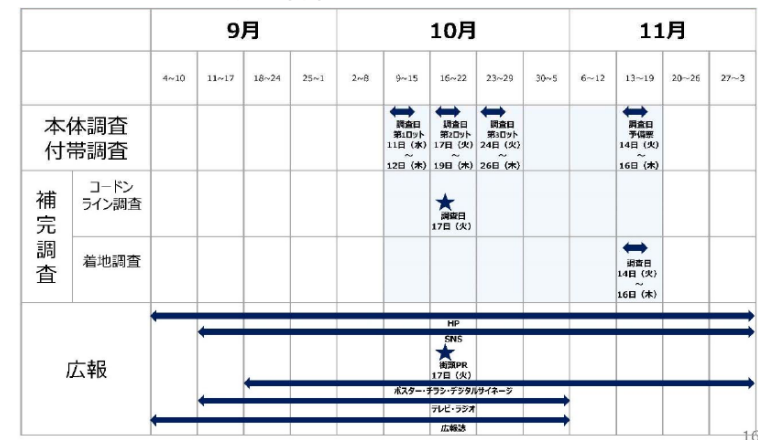 9月 10月 11月
4~10 11~17 18~24 25~1 2~8 9~15 16~22 23~29 30~5 6~12 13~19 20~26 27~3
本体調査
付帯調査
調査日
第1ロット
11日（水）
～
12日（木）
調査日
第2ロット
17日（火）
～
19日（木）
調査日
第3ロット
24日（火）
～
26日（木）
調査日
予備票
14日（火）
～
16日（木）
補完調査
コードン
ライン調査
調査日
17日（火）
着地調査
調査日
14日（火）
～
16日（木）
広報
HP
SNS
街頭PR
17日（火）
ポスター・チラシ・デジタルサイネージ
テレビ・ラジオ
広報誌
16